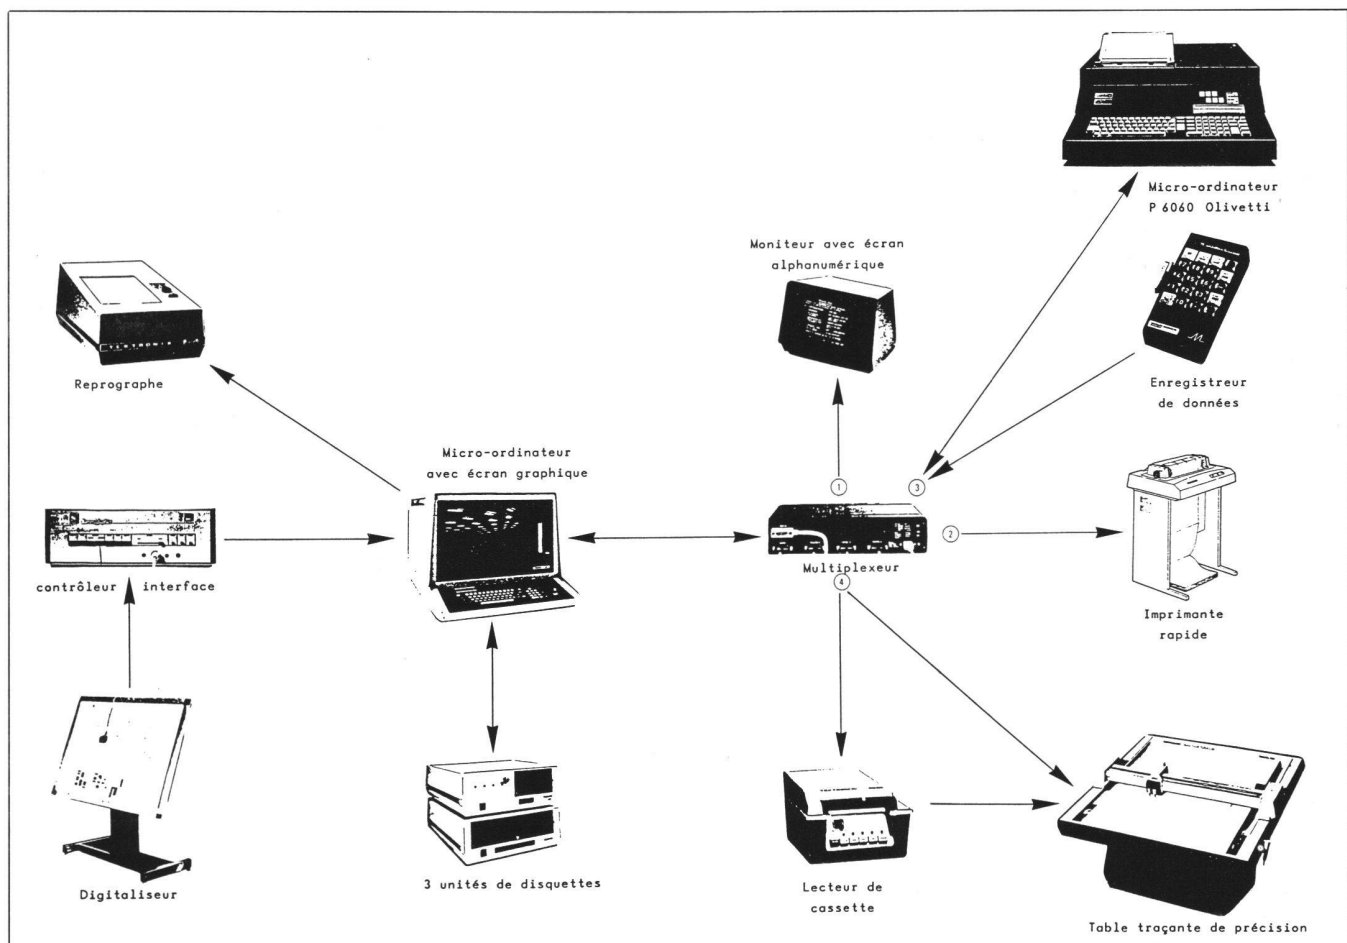 Micro-ordinateur
P 6060 Olivetti
Moniteur avec écran
alphanumérique
Reprographe
Enregistreur
de données
Micro-ordinateur
avec écran graphique
1
3
2
contrôleur interface
Multiplexeur
4
Imprimante
rapide
Digitaliseur
3 unités de disquettes
Lecteur de
cassette
Table traçante de précision